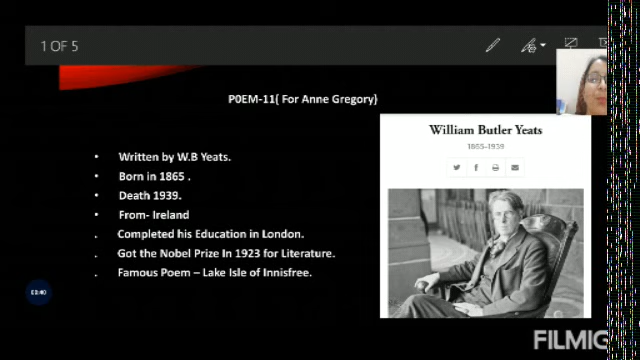 1 OF 5
P0EM-11( For Anne Gregory)
William Butler Yeats
1865-1939
• Written by W.B Yeats.
• Born in 1865 .
• Death 1939.
• From- Ireland
. Completed his Education in London.
. Got the Nobel Prize In 1923 for Literature.
. Famous Poem – Lake Isle of Innisfree.
FILMIG